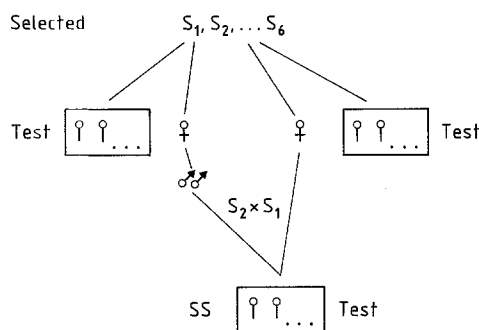 Selected S₁, S₂, ... S₆
Test ... ♀ ♀ ... Test
♂♂
S₂ × S₁
SS ... Test